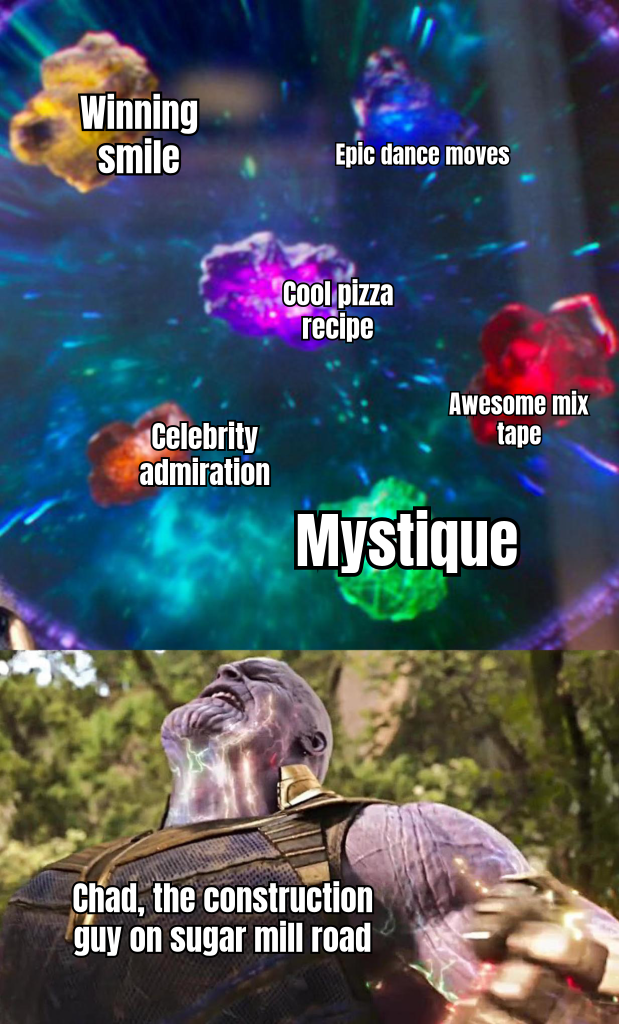 Winning
smile
Epic dance moves
Cool pizza
recipe
Awesome mix
tape
Celebrity
admiration
Mystique
Chad, the construction
guy on sugar mill road